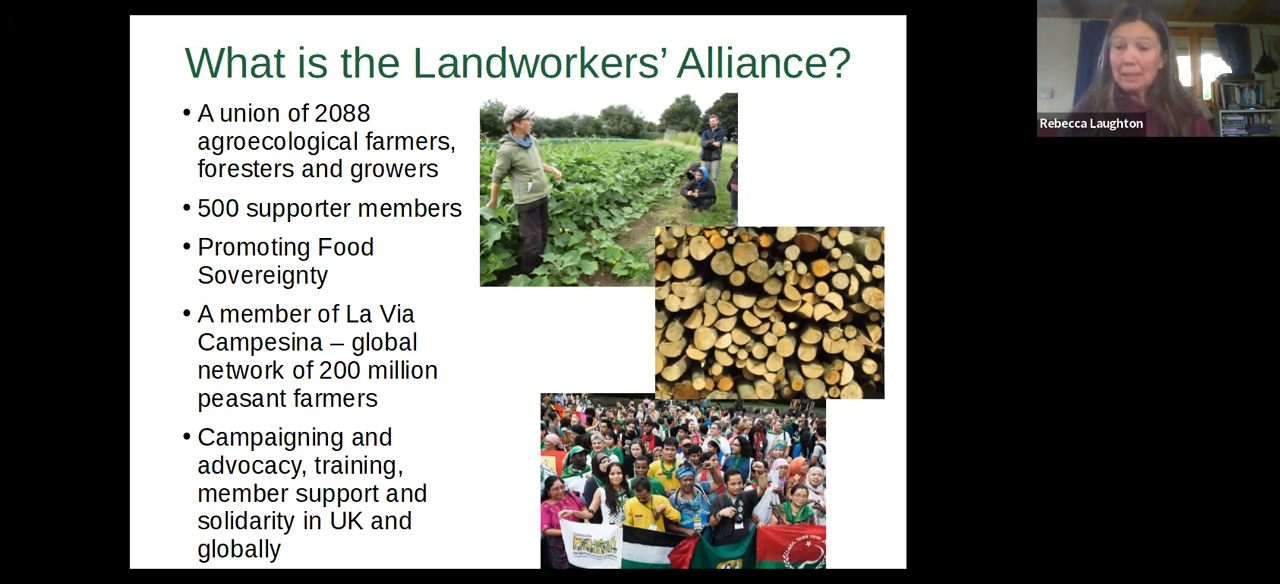 What is the Landworkers’ Alliance?
• A union of 2088
agroecological farmers,
foresters and growers
• 500 supporter members
• Promoting Food
Sovereignty
• A member of La Via
Campesina – global
network of 200 million
peasant farmers
• Campaigning and
advocacy, training,
member support and
solidarity in UK and
globally
Rebecca Laughton